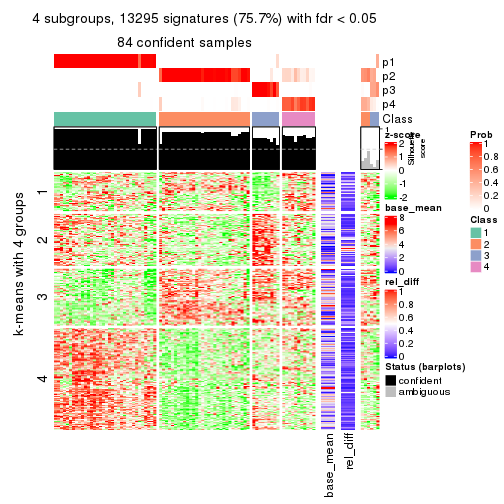 4 subgroups, 13295 signatures (75.7%) with fdr < 0.05
84 confident samples
p1
p2
p3
p4
Class
1
0
Silhouette
score
k-means with 4 groups
1
2
3
4
base_mean
rel_diff
z-score
2
1
0
-1
-2
base_mean
8
6
4
2
0
rel_diff
1
0.8
0.6
0.4
0.2
0
Status (barplots)
confident
ambiguous
Prob
1
0.8
0.6
0.4
0.2
0
Class
1
2
3
4